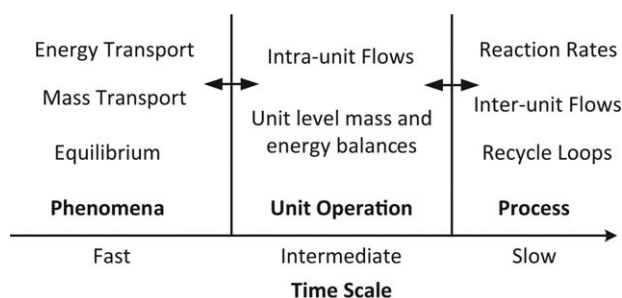 Energy Transport
Mass Transport
Equilibrium
Phenomena
Intra-unit Flows
Unit level mass and
energy balances
Unit Operation
Reaction Rates
Inter-unit Flows
Recycle Loops
Process
Fast
Intermediate
Slow
Time Scale